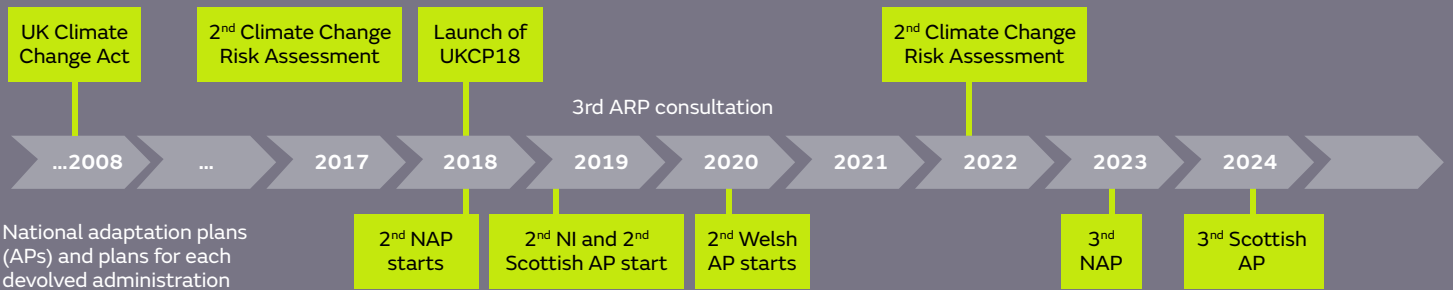 UK Climate
Change Act
2nd Climate Change
Risk Assessment
Launch of
UKCP18
2nd Climate Change
Risk Assessment
3rd ARP consultation
...2008
...
2017
2018
2019
2020
2021
2022
2023
2024
National adaptation plans
(APs) and plans for each
devolved administration
2nd NAP
starts
2nd NI and 2nd
Scottish AP start
2nd Welsh
AP starts
3nd
NAP
3nd Scottish
AP